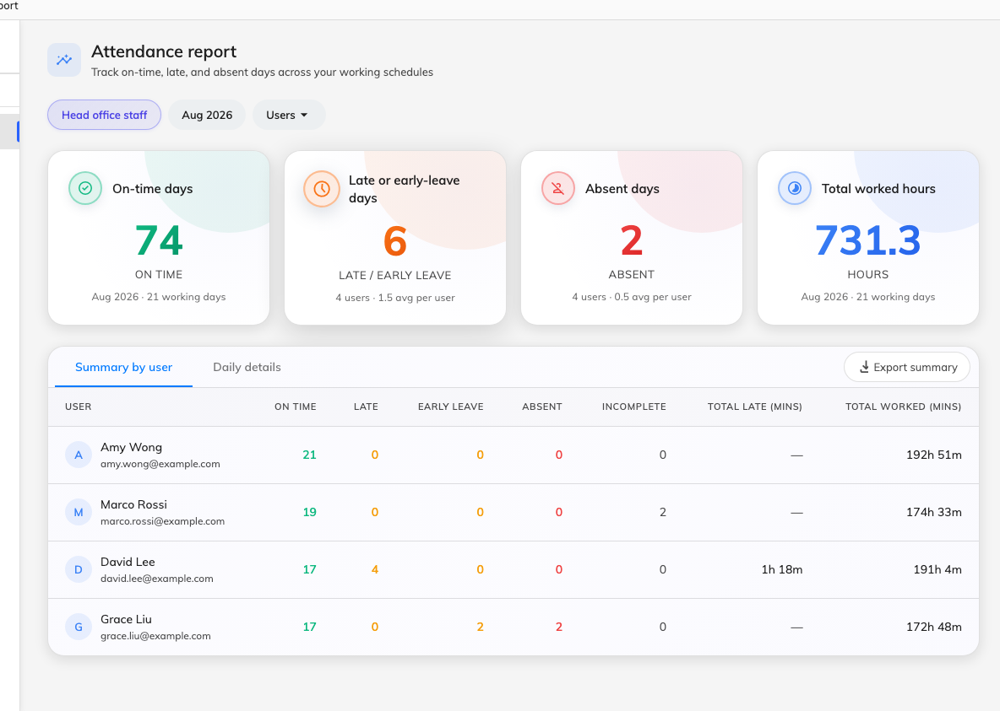 port
Attendance report
Track on-time, late, and absent days across your working schedules
Head office staff
Aug 2026
Users
On-time days
74
ON TIME
Aug 2026 · 21 working days
Late or early-leave
days
6
LATE / EARLY LEAVE
4 users · 1.5 avg per user
Absent days
2
ABSENT
4 users · 0.5 avg per user
Total worked hours
731.3
HOURS
Aug 2026 · 21 working days
Summary by user
Daily details
Export summary
USER ON TIME LATE EARLY LEAVE ABSENT INCOMPLETE TOTAL LATE (MINS) TOTAL WORKED (MINS)
A Amy Wong 21 0 0 0 0 — 192h 51m
amy.wong@example.com
M Marco Rossi 19 0 0 0 2 — 174h 33m
marco.rossi@example.com
D David Lee 17 4 0 0 0 1h 18m 191h 4m
david.lee@example.com
G Grace Liu 17 0 2 2 0 — 172h 48m
grace.liu@example.com